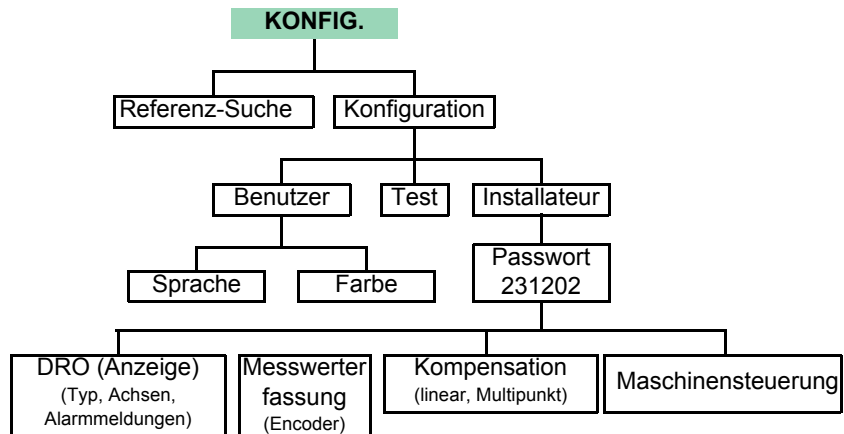 KONFIG.
Referenz-Suche
Konfiguration
Benutzer
Test
Installateur
Sprache
Farbe
Passwort
231202
DRO (Anzeige)
(Typ, Achsen,
Alarmmeldungen)
Messwerter
fassung
(Encoder)
Kompensation
(linear, Multipunkt)
Maschinensteuerung